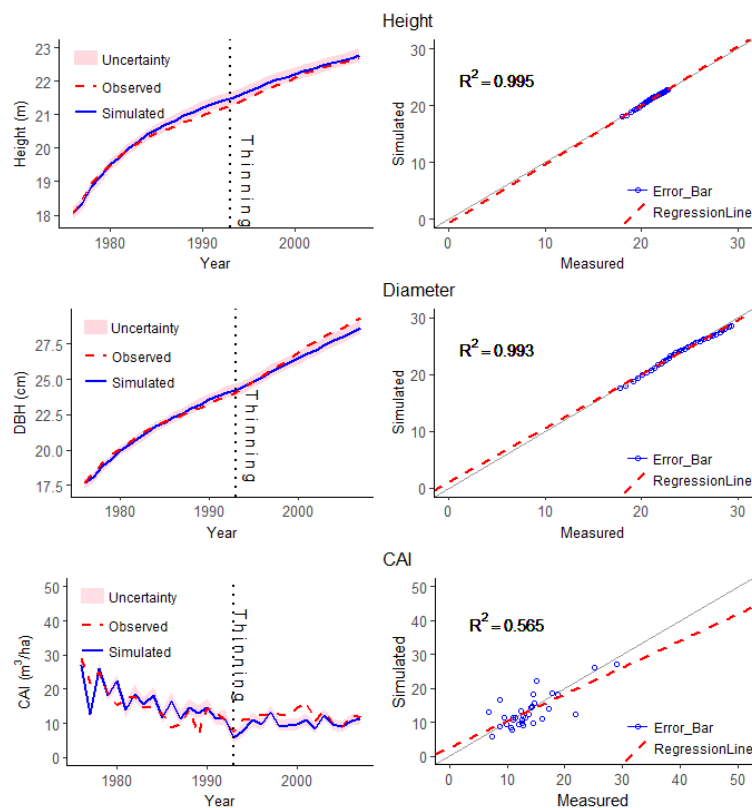 Height
23
22
21
20
19
18
Height (m)
Uncertainty
Observed
Simulated
Thinning
1980
1990
2000
Year
30
20
10
0
Simulated
R² = 0.995
Error_Bar
RegressionLine
0
10
20
30
Measured
Diameter
27.5
25.0
22.5
20.0
17.5
DBH (cm)
Uncertainty
Observed
Simulated
Thinning
1980
1990
2000
Year
30
20
10
0
Simulated
R² = 0.993
Error_Bar
RegressionLine
0
10
20
30
Measured
CAI
50
40
30
20
10
0
CAI (m³/ha)
Uncertainty
Observed
Simulated
Thinning
1980
1990
2000
Year
50
40
30
20
10
0
Simulated
R² = 0.565
Error_Bar
RegressionLine
0
10
20
30
40
50
Measured